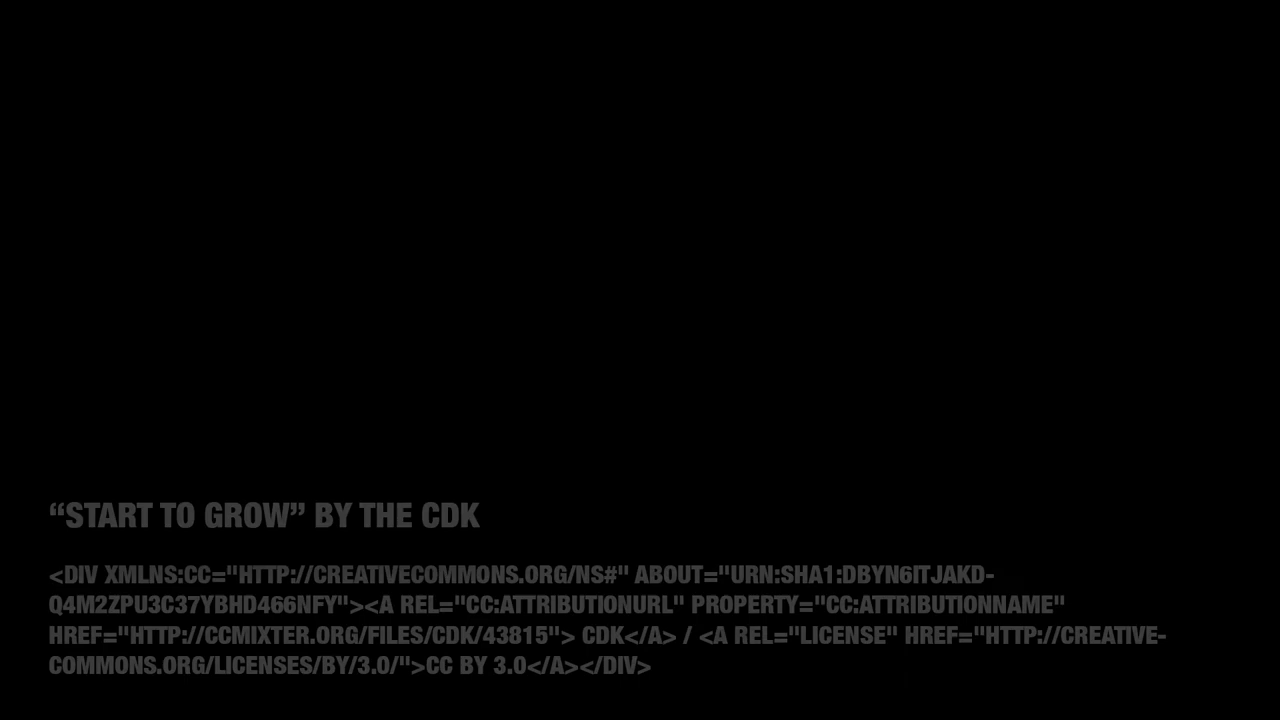 “START TO GROW” BY THE CDK
<DIV XMLNS:CC="HTTP://CREATIVECOMMONS.ORG/NS#" ABOUT="URN:SHA1:DBYN6ITJAKD-
Q4M2ZPU3C37YBHD466NFY"><A REL="CC:ATTRIBUTIONURL" PROPERTY="CC:ATTRIBUTIONNAME"
HREF="HTTP://CCMIXTER.ORG/FILES/CDK/43815"> CDK</A> / <A REL="LICENSE" HREF="HTTP://CREATIVE-
COMMONS.ORG/LICENSES/BY/3.0/">CC BY 3.0</A></DIV>